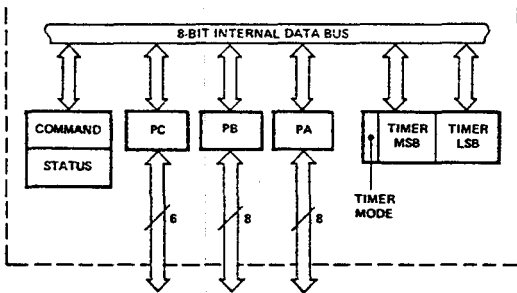 8-BIT INTERNAL DATA BUS
COMMAND
STATUS
PC
PB
PA
TIMER
MSB
TIMER
LSB
TIMER
MODE
6
8
8